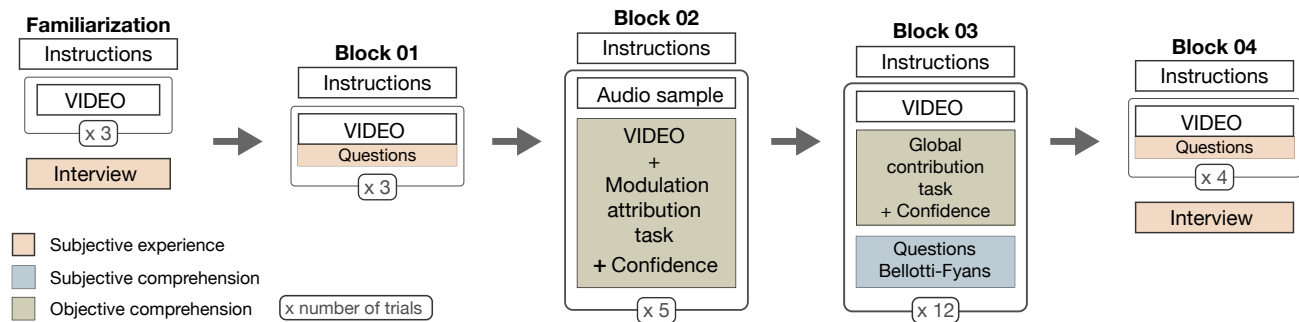 Familiarization
Instructions
VIDEO
x 3
Interview
Block 01
Instructions
VIDEO
Questions
x 3
Block 02
Instructions
Audio sample
VIDEO
+
Modulation
attribution
task
+ Confidence
x 5
Block 03
Instructions
VIDEO
Global
contribution
task
+ Confidence
Questions
Bellotti-Fyans
x 12
Block 04
Instructions
VIDEO
Questions
x 4
Interview
Subjective experience
Subjective comprehension
Objective comprehension
x number of trials